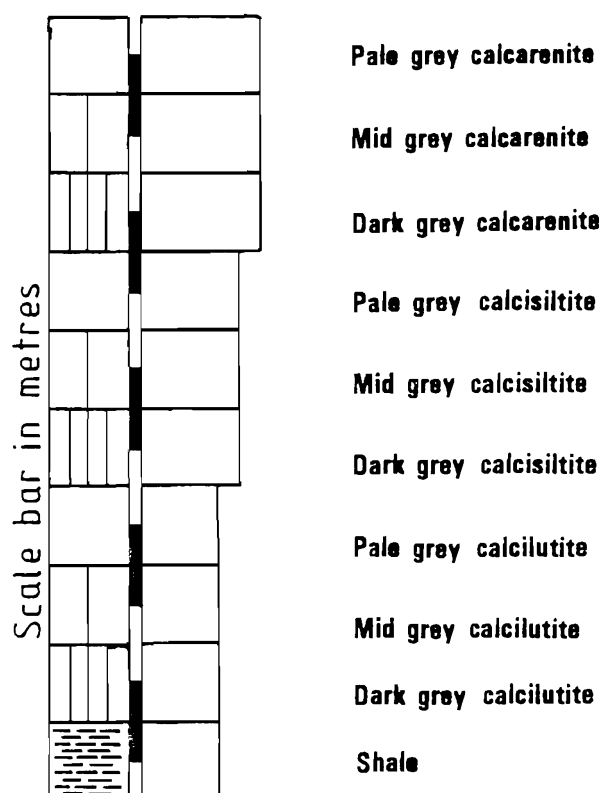 Pale grey calcarenite
Mid grey calcarenite
Dark grey calcarenite
Pale grey calcisiltite
Mid grey calcisiltite
Dark grey calcisiltite
Pale grey calcilutite
Mid grey calcilutite
Dark grey calcilutite
Shale
Scale bar in metres